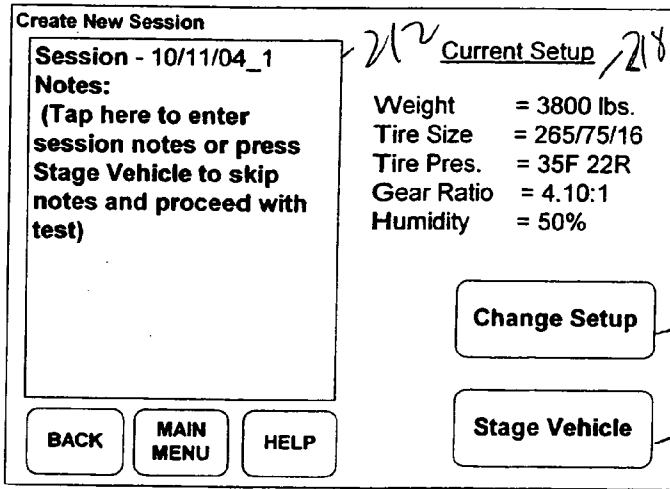 Create New Session
Session - 10/11/04_1
Notes:
(Tap here to enter
session notes or press
Stage Vehicle to skip
notes and proceed with
test)
212
Current Setup
218
Weight = 3800 lbs.
Tire Size = 265/75/16
Tire Pres. = 35F 22R
Gear Ratio = 4.10:1
Humidity = 50%
Change Setup
Stage Vehicle
BACK
MAIN
MENU
HELP